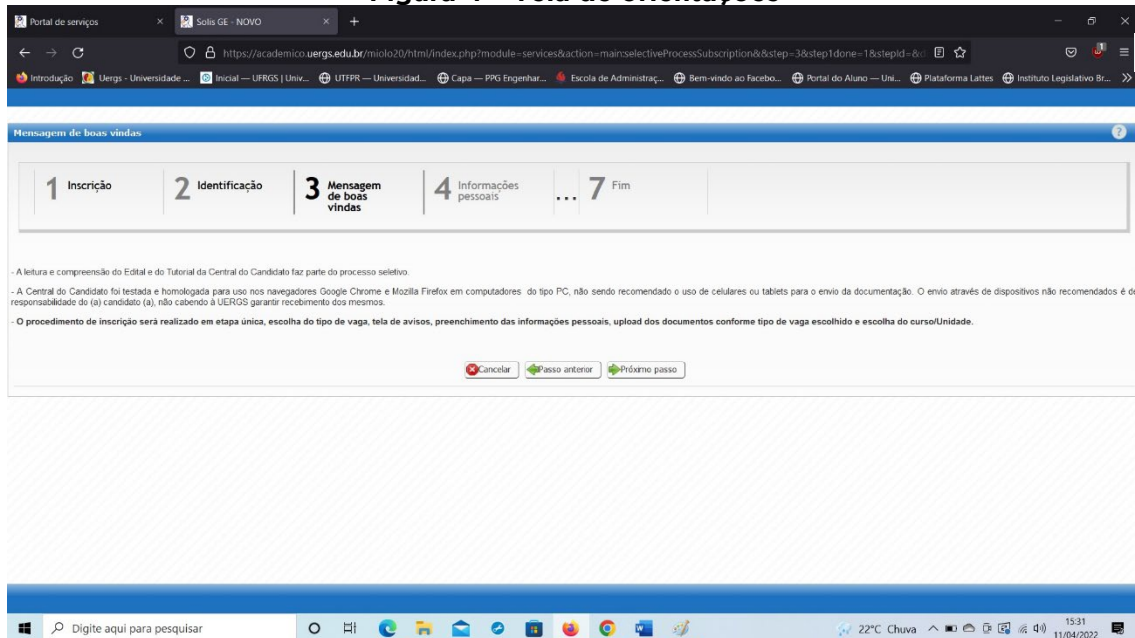 Figura 4 - Tela de orientações
Portal de serviços
Solis GE - NOVO
https://academico.uergs.edu.br/miolo20/html/index.php?module=services&action=main:selectiveProcessSubscription&&step=3&step1done=1&stepId=&
Introdução Uergs - Universidade ... Inicial — UFRGS | Univ... UTFPR — Universidad... Capa — PPG Engenhar... Escola de Administraç... Bem-vindo ao Facebo... Portal do Aluno — Uni... Plataforma Lattes Instituto Legislativo Br...
Mensagem de boas vindas
1 Inscrição 2 Identificação 3 Mensagem de boas vindas 4 Informações pessoais ... 7 Fim
- A leitura e compreensão do Edital e do Tutorial da Central do Candidato faz parte do processo seletivo.
- A Central do Candidato foi testada e homologada para uso nos navegadores Google Chrome e Mozilla Firefox em computadores do tipo PC, não sendo recomendado o uso de celulares ou tablets para o envio da documentação. O envio através de dispositivos não recomendados é de
responsabilidade do (a) candidato (a), não cabendo à UERGS garantir recebimento dos mesmos.
- O procedimento de inscrição será realizado em etapa única, escolha do tipo de vaga, tela de avisos, preenchimento das informações pessoais, upload dos documentos conforme tipo de vaga escolhido e escolha do curso/Unidade.
Cancelar Passo anterior Próximo passo
Digite aqui para pesquisar
22°C Chuva
15:31
11/04/2022